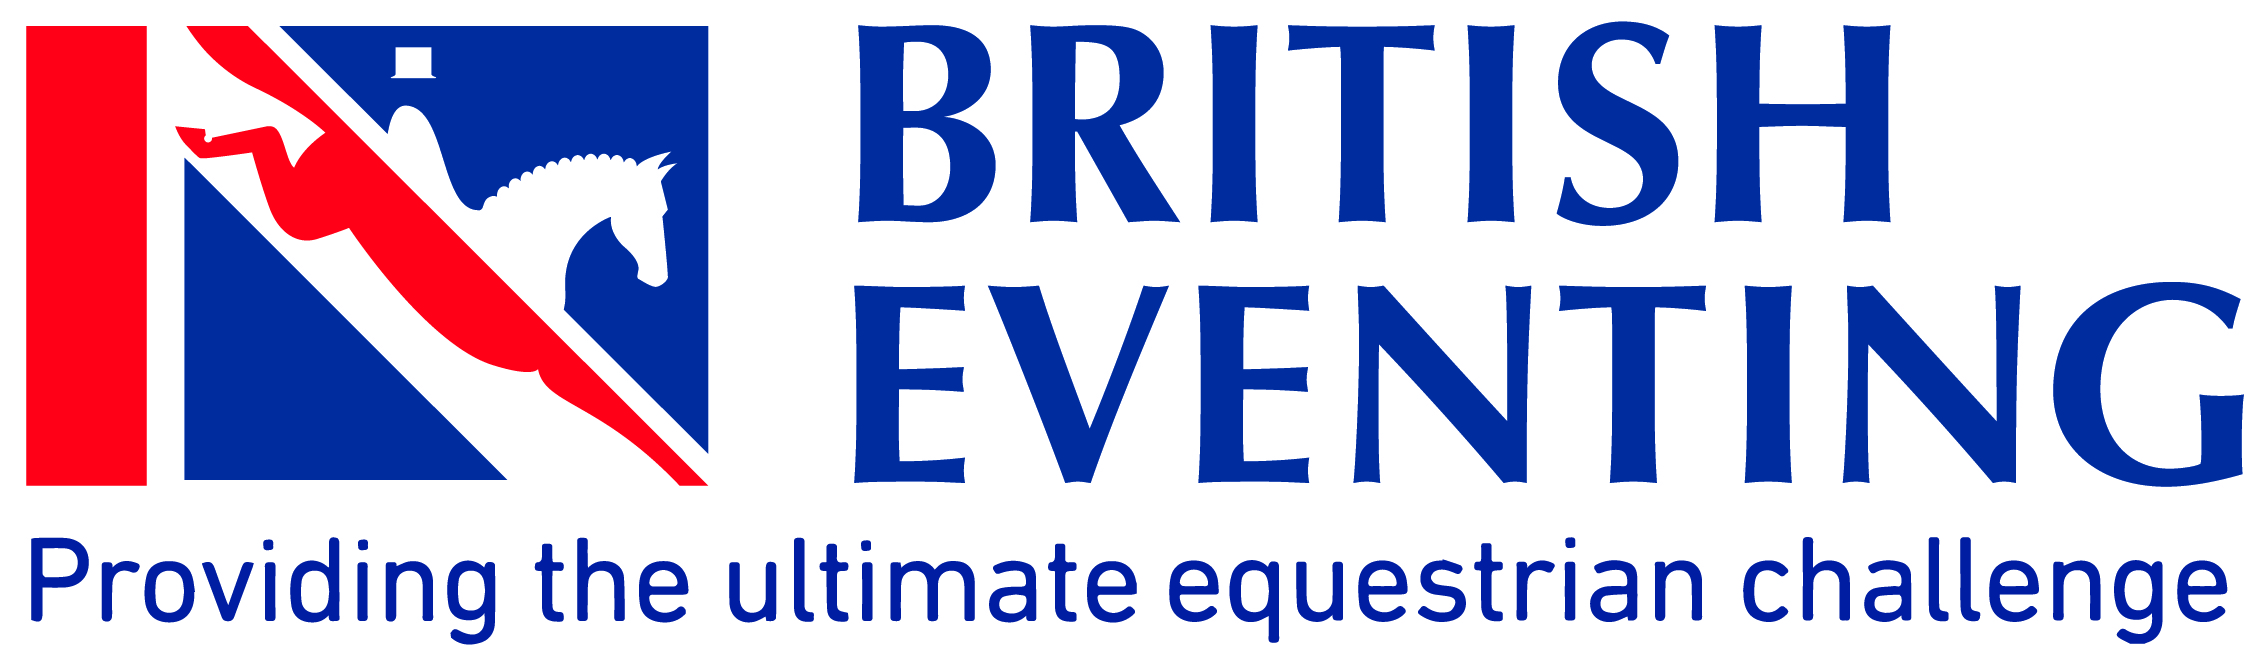 BRITISH
EVENTING
Providing the ultimate equestrian challenge